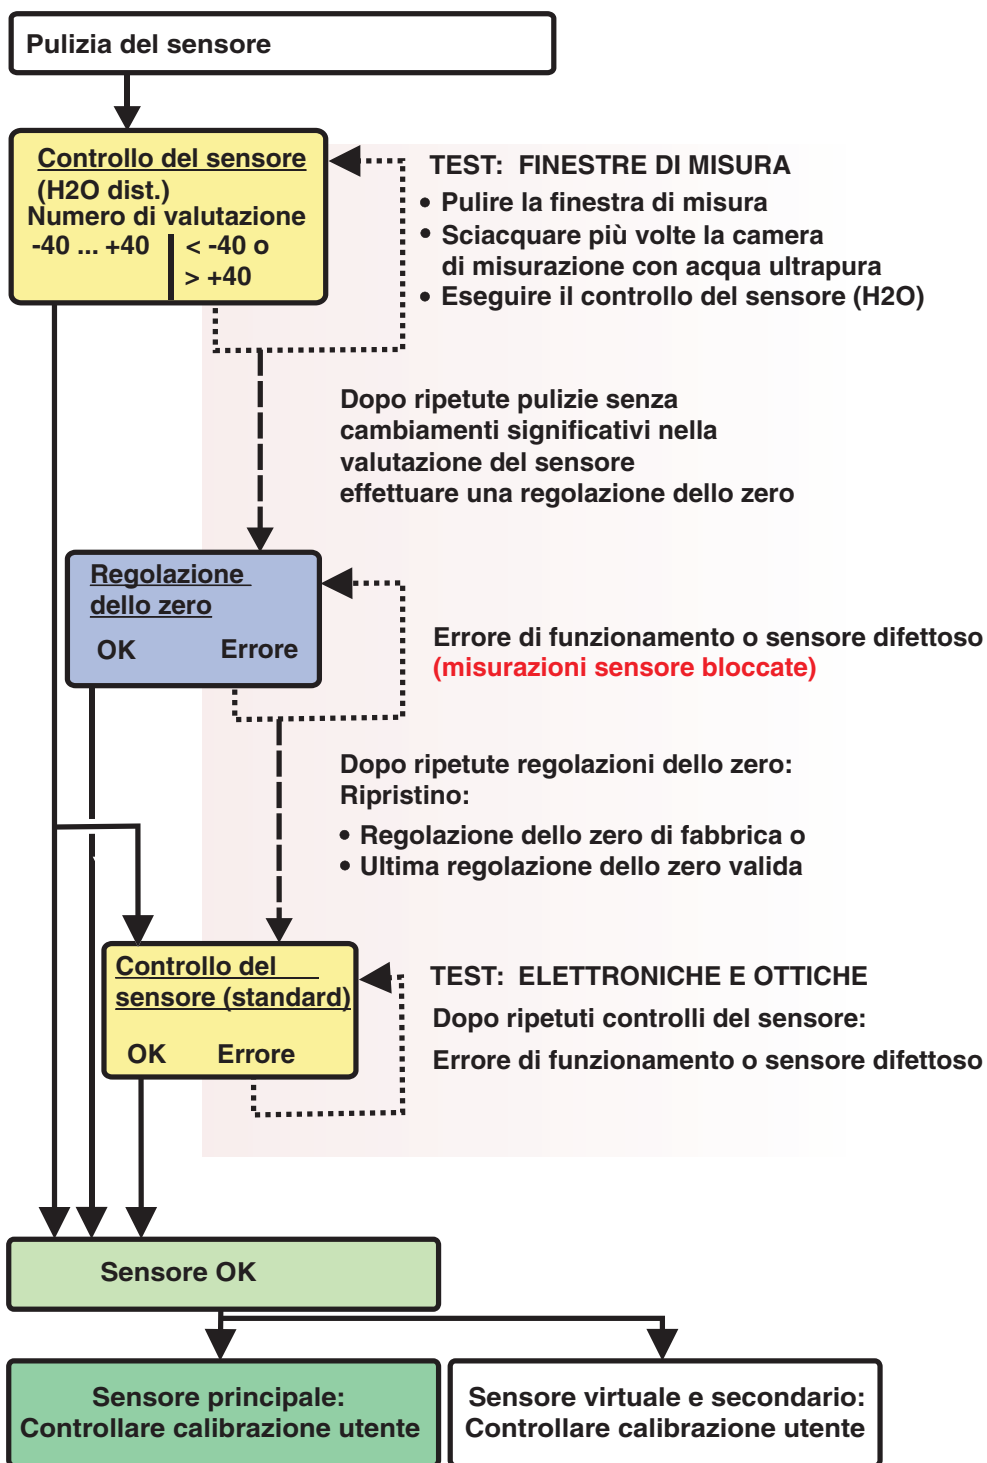 Pulizia del sensore
Controllo del sensore
(H2O dist.)
Numero di valutazione
-40 ... +40
< -40 o
> +40
TEST: FINESTRE DI MISURA
• Pulire la finestra di misura
• Sciacquare più volte la camera
di misurazione con acqua ultrapura
• Eseguire il controllo del sensore (H2O)
Dopo ripetute pulizie senza
cambiamenti significativi nella
valutazione del sensore
effettuare una regolazione dello zero
Regolazione
dello zero
OK Errore
Errore di funzionamento o sensore difettoso
(misurazioni sensore bloccate)
Dopo ripetute regolazioni dello zero:
Ripristino:
• Regolazione dello zero di fabbrica o
• Ultima regolazione dello zero valida
Controllo del
sensore (standard)
OK Errore
TEST: ELETTRONICHE E OTTICHE
Dopo ripetuti controlli del sensore:
Errore di funzionamento o sensore difettoso
Sensore OK
Sensore principale:
Controllare calibrazione utente
Sensore virtuale e secondario:
Controllare calibrazione utente